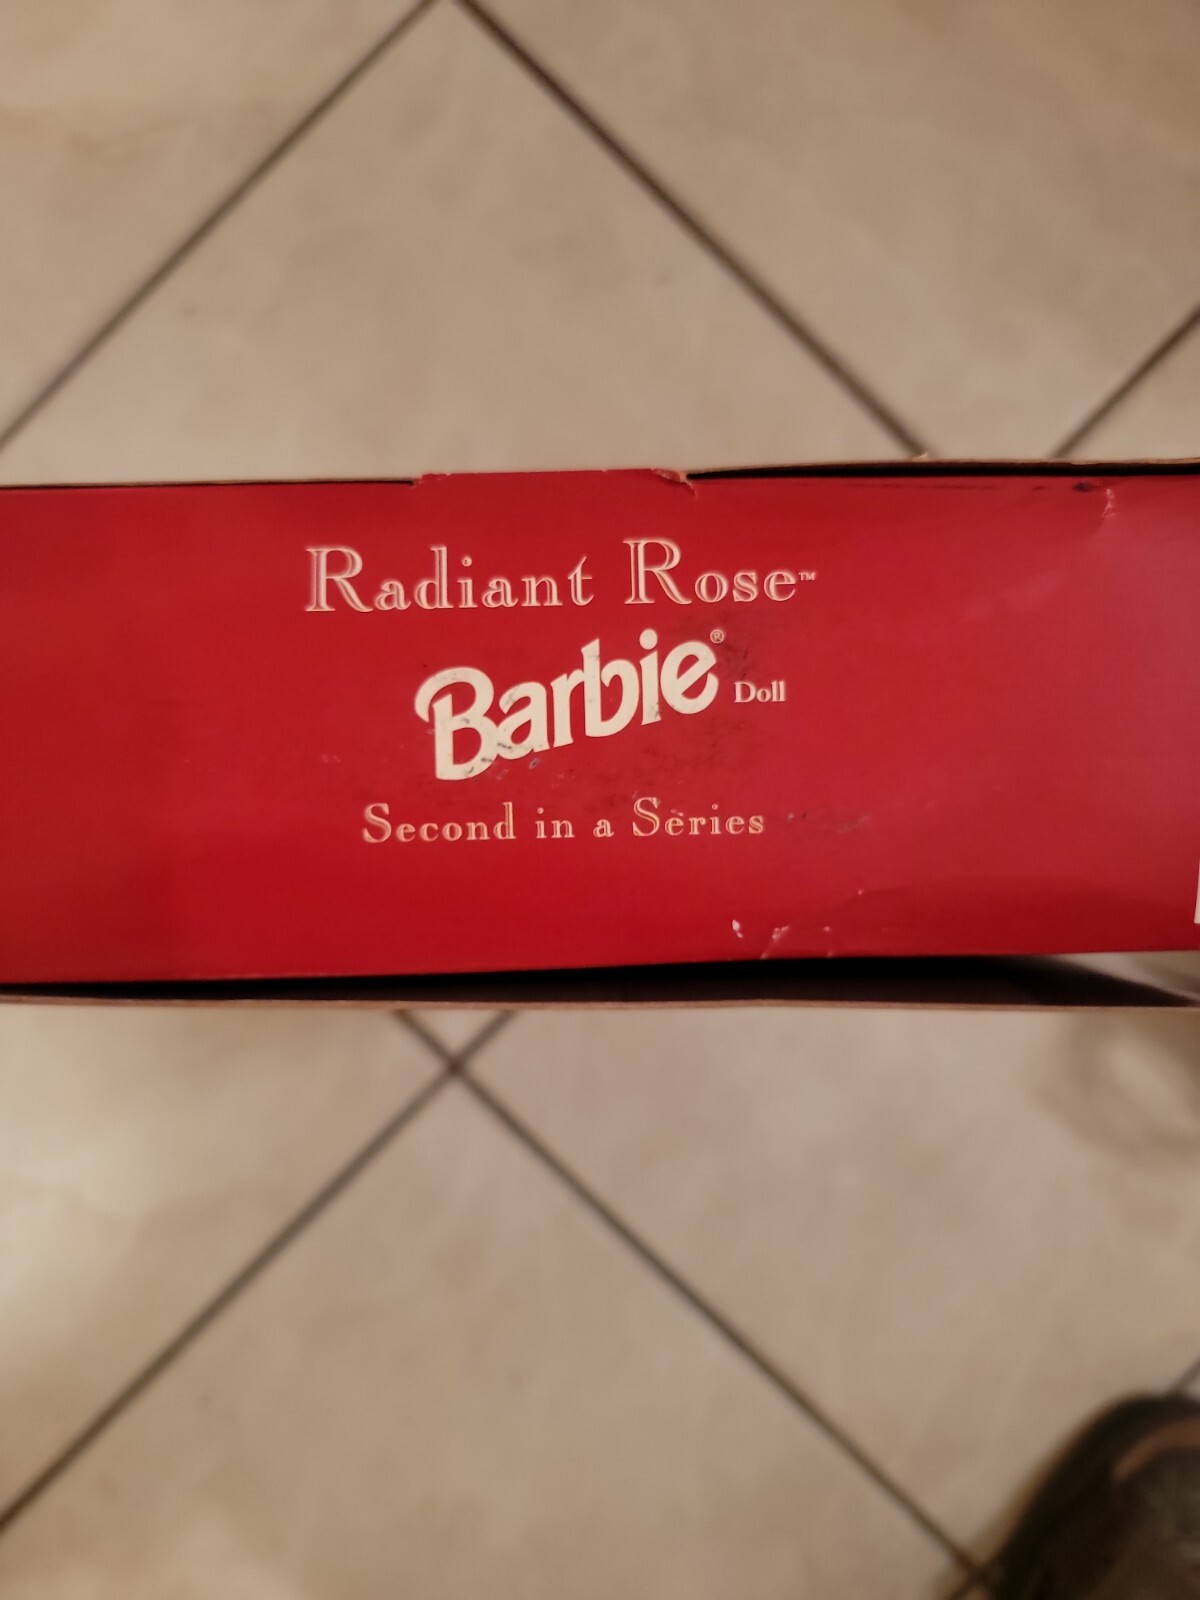 Radiant Rose™
Barbie® Doll
Second in a Series